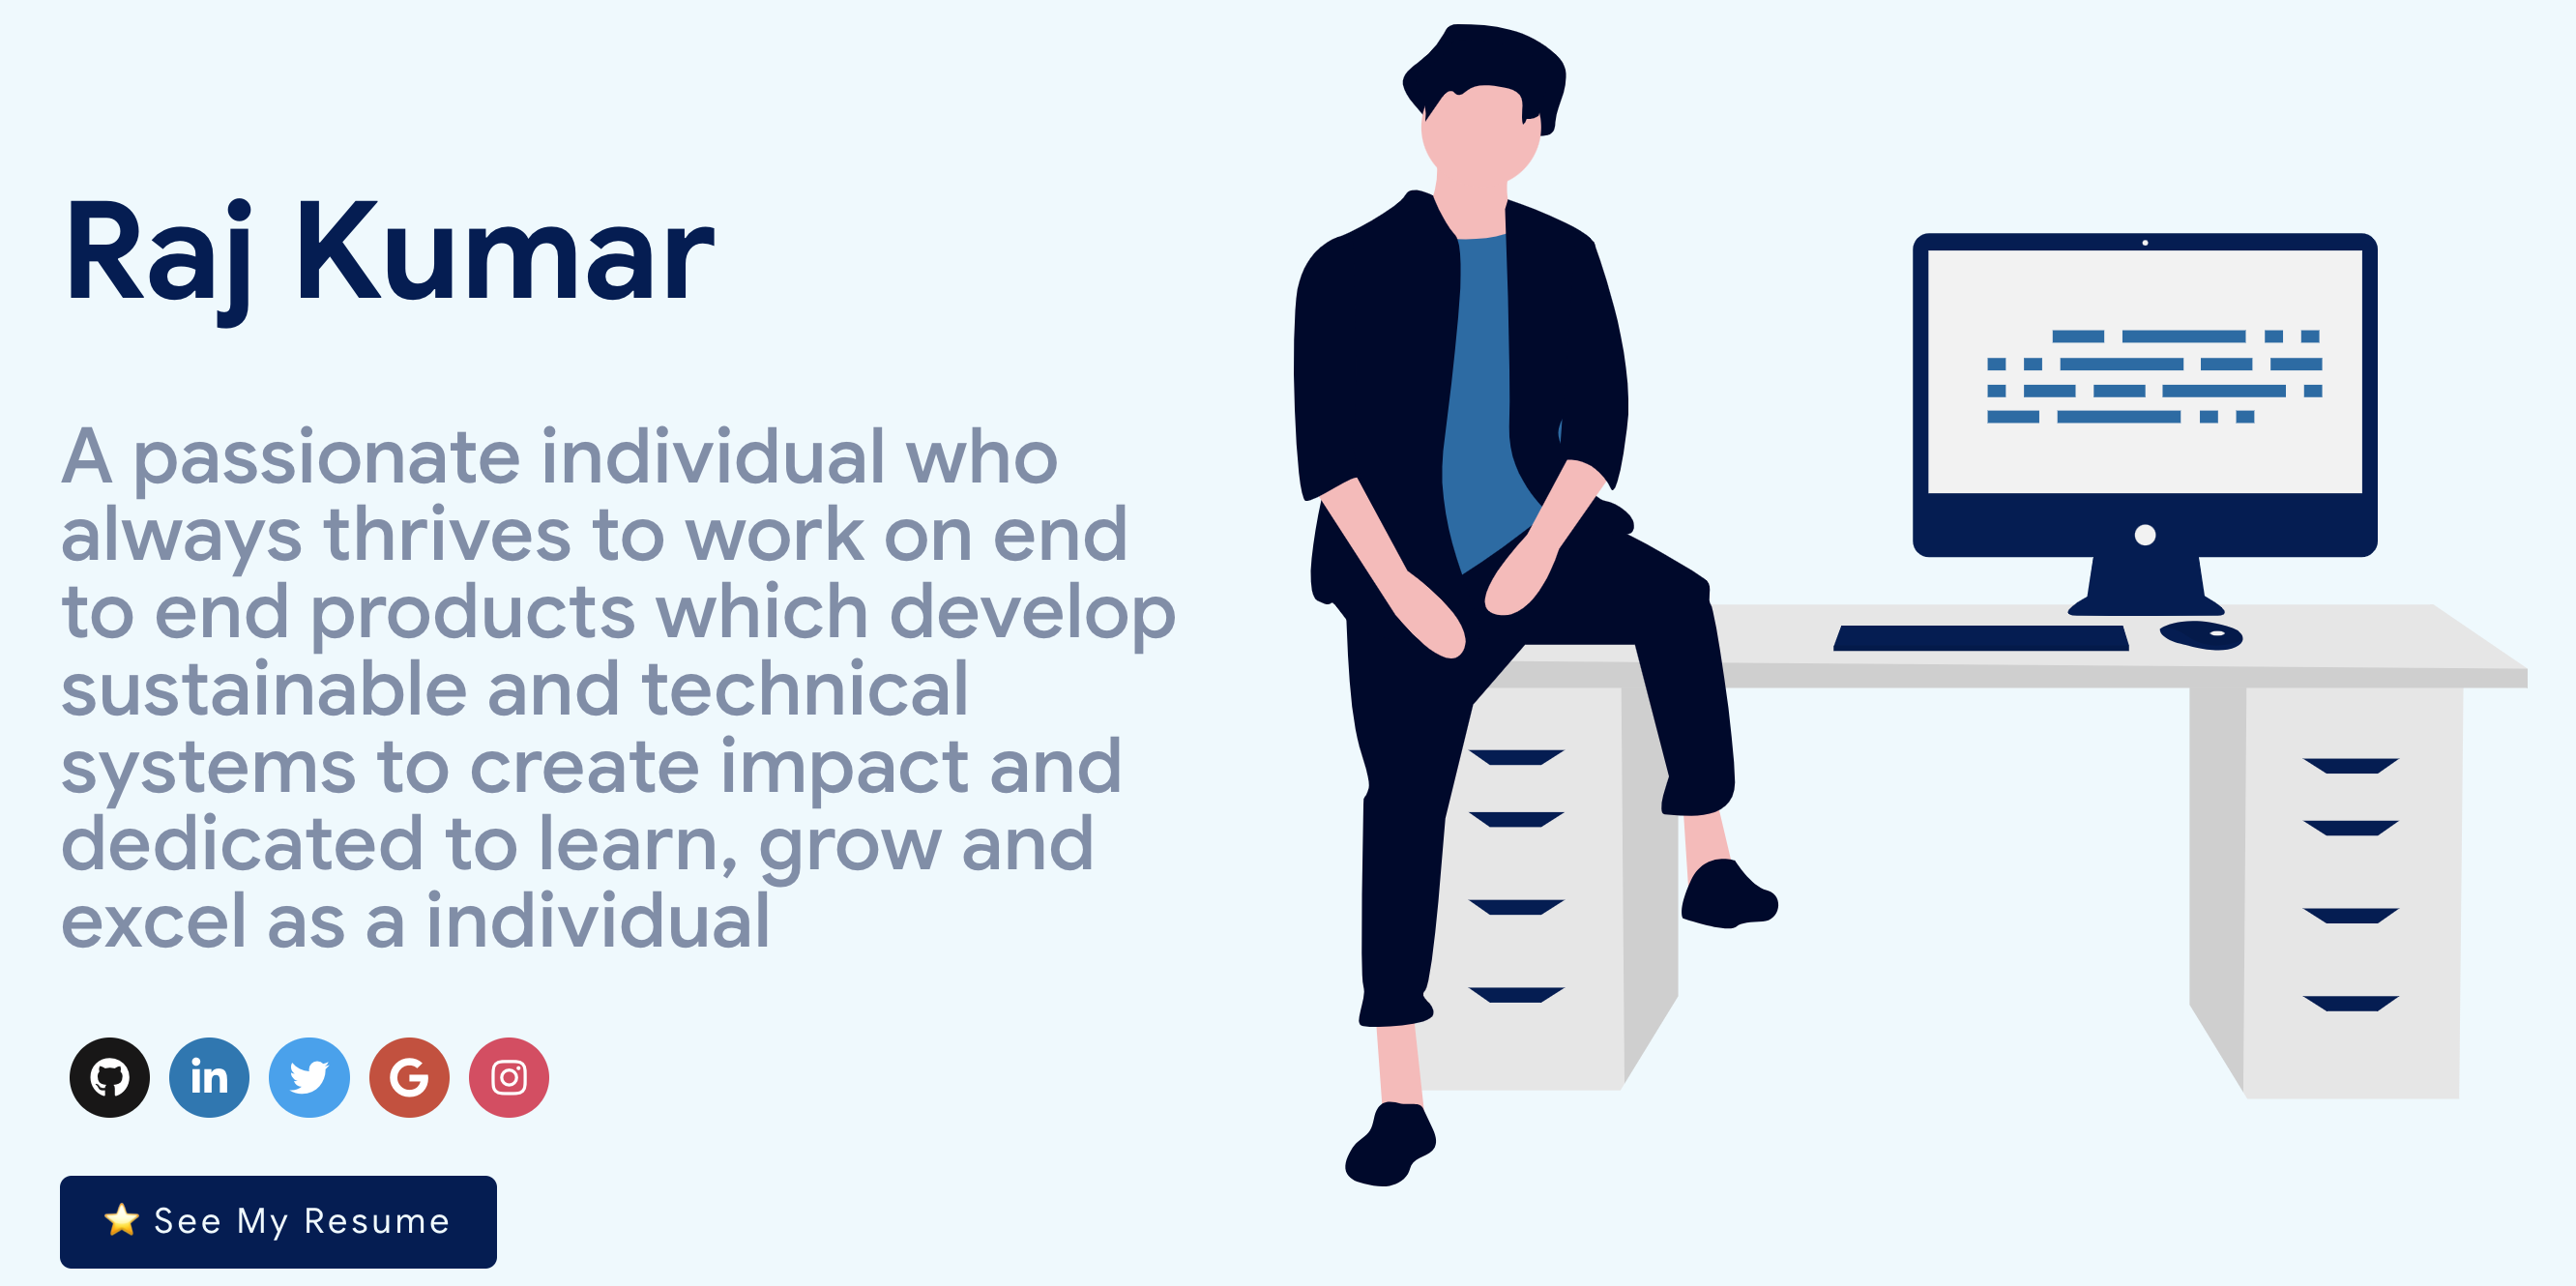 Raj Kumar
A passionate individual who
always thrives to work on end
to end products which develop
sustainable and technical
systems to create impact and
dedicated to learn, grow and
excel as a individual
in
G
⭐ See My Resume